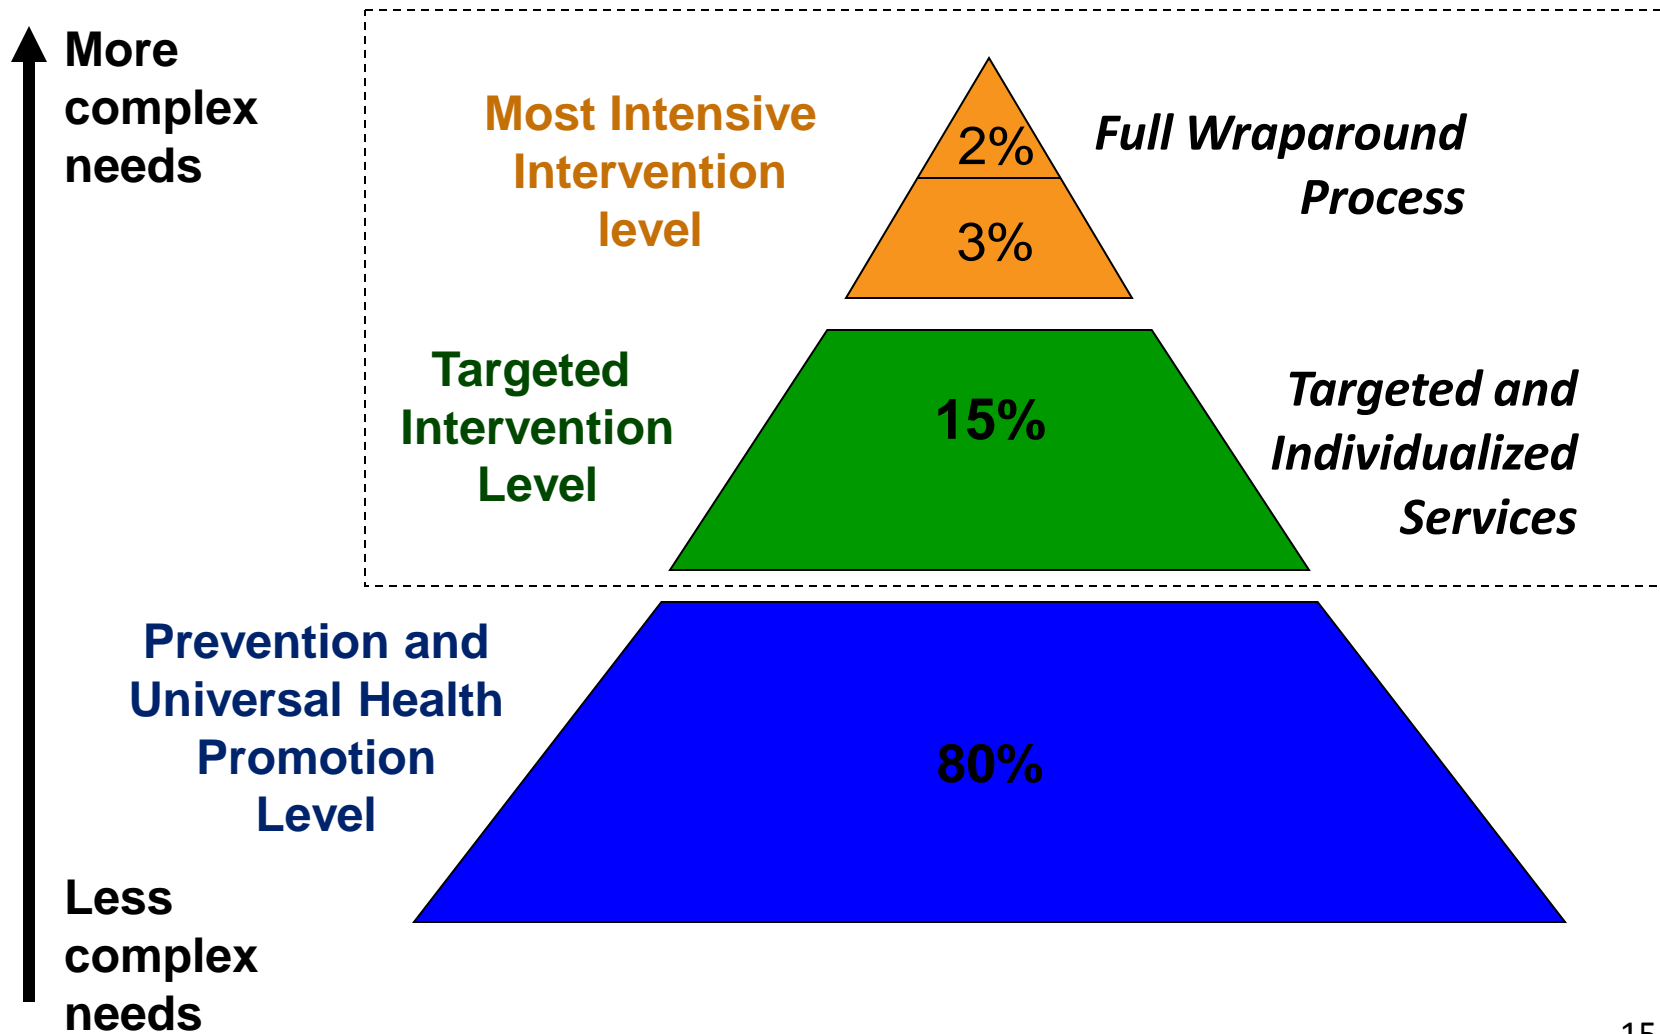 More
complex
needs
Most Intensive
Intervention
level
2%
3%
Full Wraparound
Process
Targeted
Intervention
Level
15%
Targeted and
Individualized
Services
Prevention and
Universal Health
Promotion
Level
80%
Less
complex
needs
15